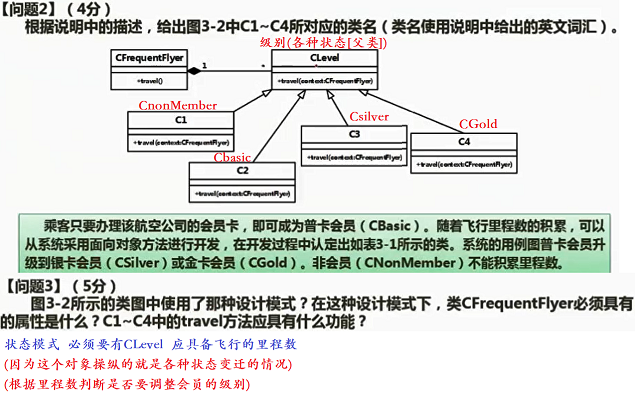 【问题2】(4分)
根据说明中的描述，给出图3-2中C1~C4所对应的类名（类名使用说明中给出的英文词汇）。
级别(各种状态[父类])
CFrequentFlyer
CLevel
1
*
+travel()
+travel(context:CFrequentFlyer)
CnonMember
Csilver
CGold
C1
C3
C4
+travel(context:CFrequentFlyer)
+travel(context:CFrequentFlyer)
+travel(context:CFrequentFlyer)
Cbasic
C2
+travel(context:CFrequentFlyer)
乘客只要办理该航空公司的会员卡，即可成为普卡会员（CBasic）。随着飞行里程数的积累，可以
从系统采用面向对象方法进行开发，在开发过程中认定出如表3-1所示的类。系统的用例图普卡会员升
级到银卡会员（CSilver）或金卡会员（CGold）。非会员（CNonMember）不能积累里程数。
【问题3】(5分)
图3-2所示的类图中使用了那种设计模式？在这种设计模式下，类CFrequentFlyer必须具有
的属性是什么？C1~C4中的travel方法应具有什么功能？
状态模式 必须要有CLevel 应具备飞行的里程数
(因为这个对象操纵的就是各种状态变迁的情况)
(根据里程数判断是否要调整会员的级别)